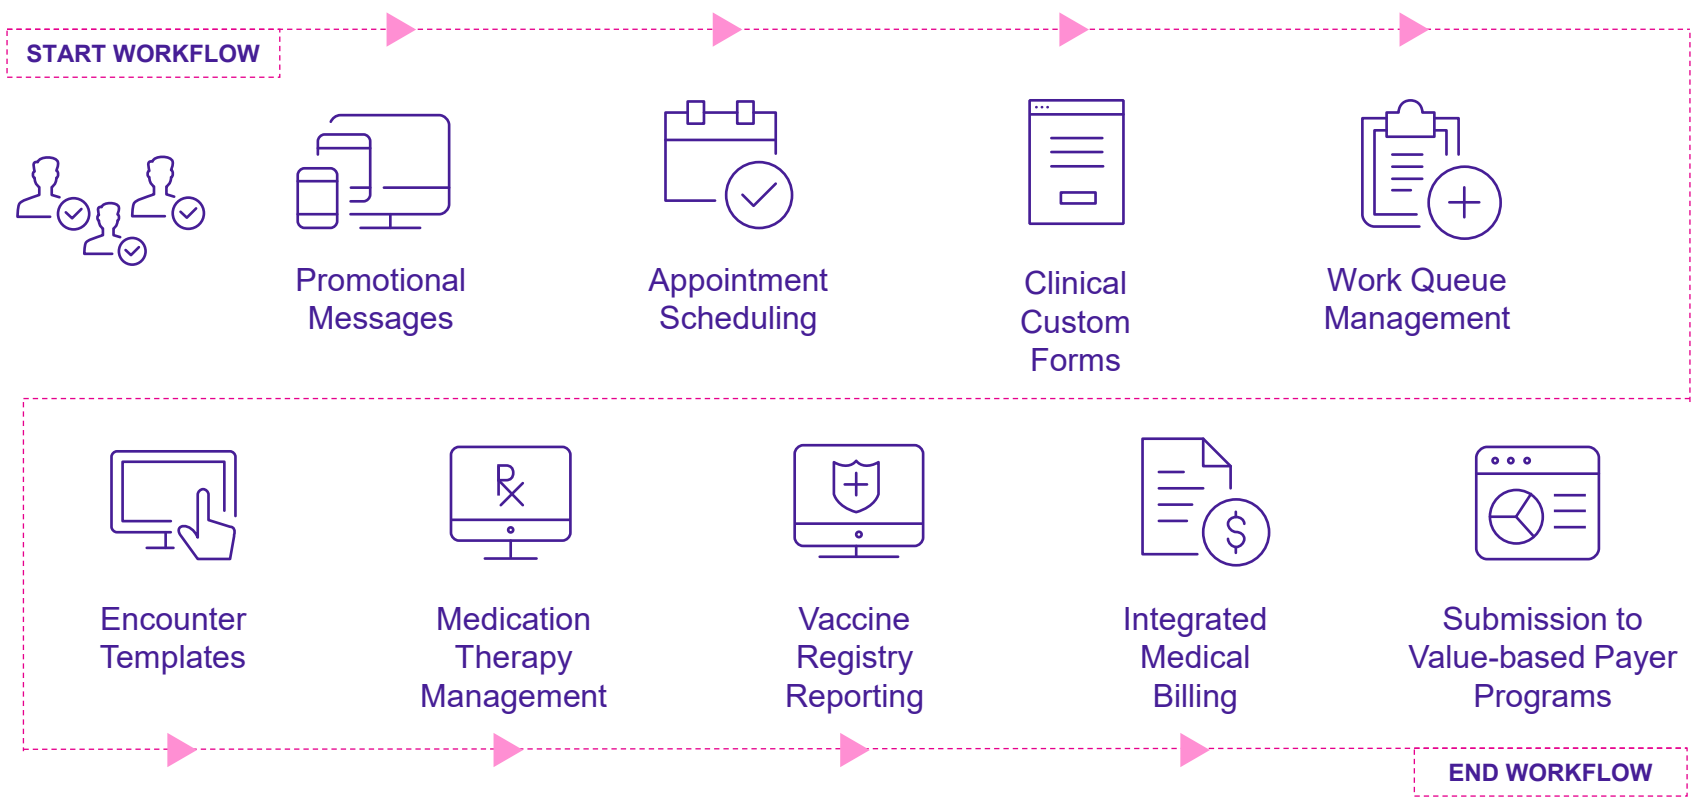 START WORKFLOW
Promotional
Messages
Appointment
Scheduling
Clinical
Custom
Forms
Work Queue
Management
Encounter
Templates
Medication
Therapy
Management
Vaccine
Registry
Reporting
Integrated
Medical
Billing
Submission to
Value-based Payer
Programs
END WORKFLOW